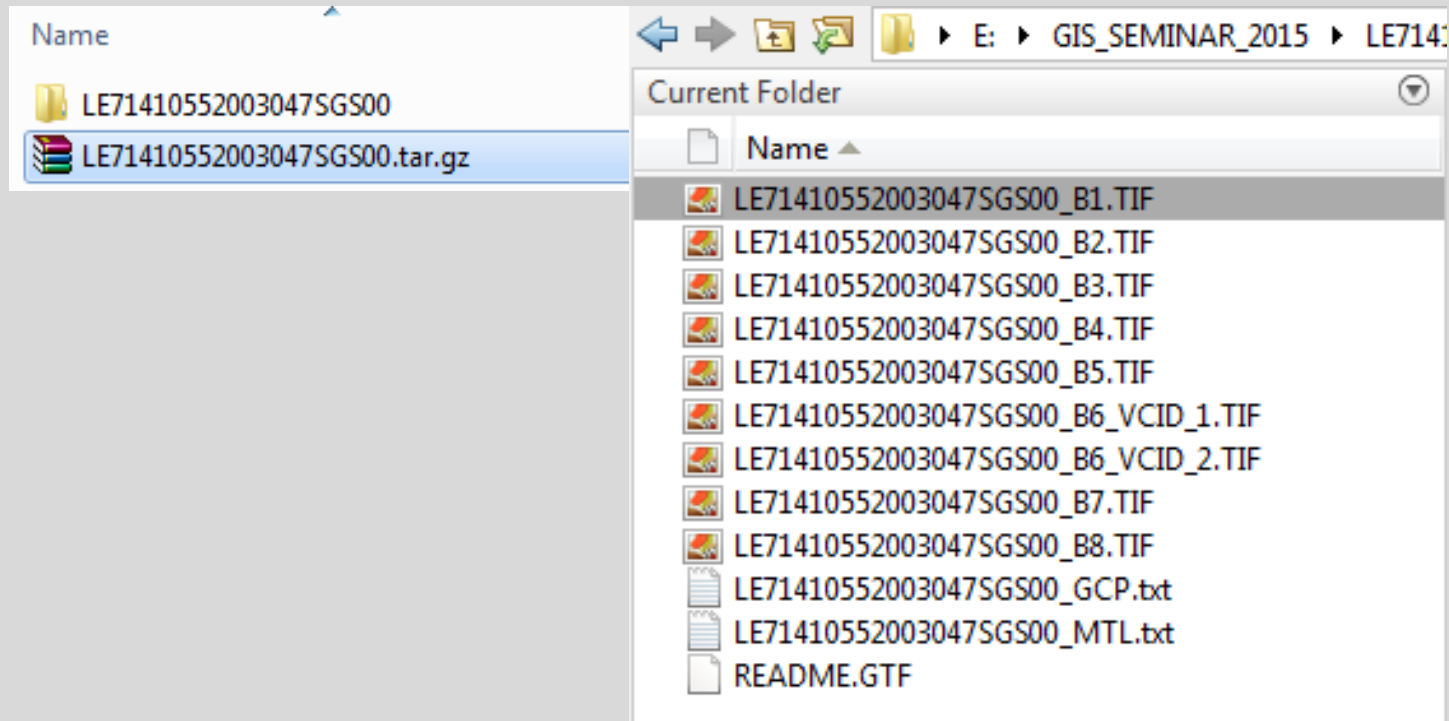 Name
LE71410552003047SGS00
LE71410552003047SGS00.tar.gz
E: GIS_SEMINAR_2015 LE7141
Current Folder
Name
LE71410552003047SGS00_B1.TIF
LE71410552003047SGS00_B2.TIF
LE71410552003047SGS00_B3.TIF
LE71410552003047SGS00_B4.TIF
LE71410552003047SGS00_B5.TIF
LE71410552003047SGS00_B6_VCID_1.TIF
LE71410552003047SGS00_B6_VCID_2.TIF
LE71410552003047SGS00_B7.TIF
LE71410552003047SGS00_B8.TIF
LE71410552003047SGS00_GCP.txt
LE71410552003047SGS00_MTL.txt
README.GTF